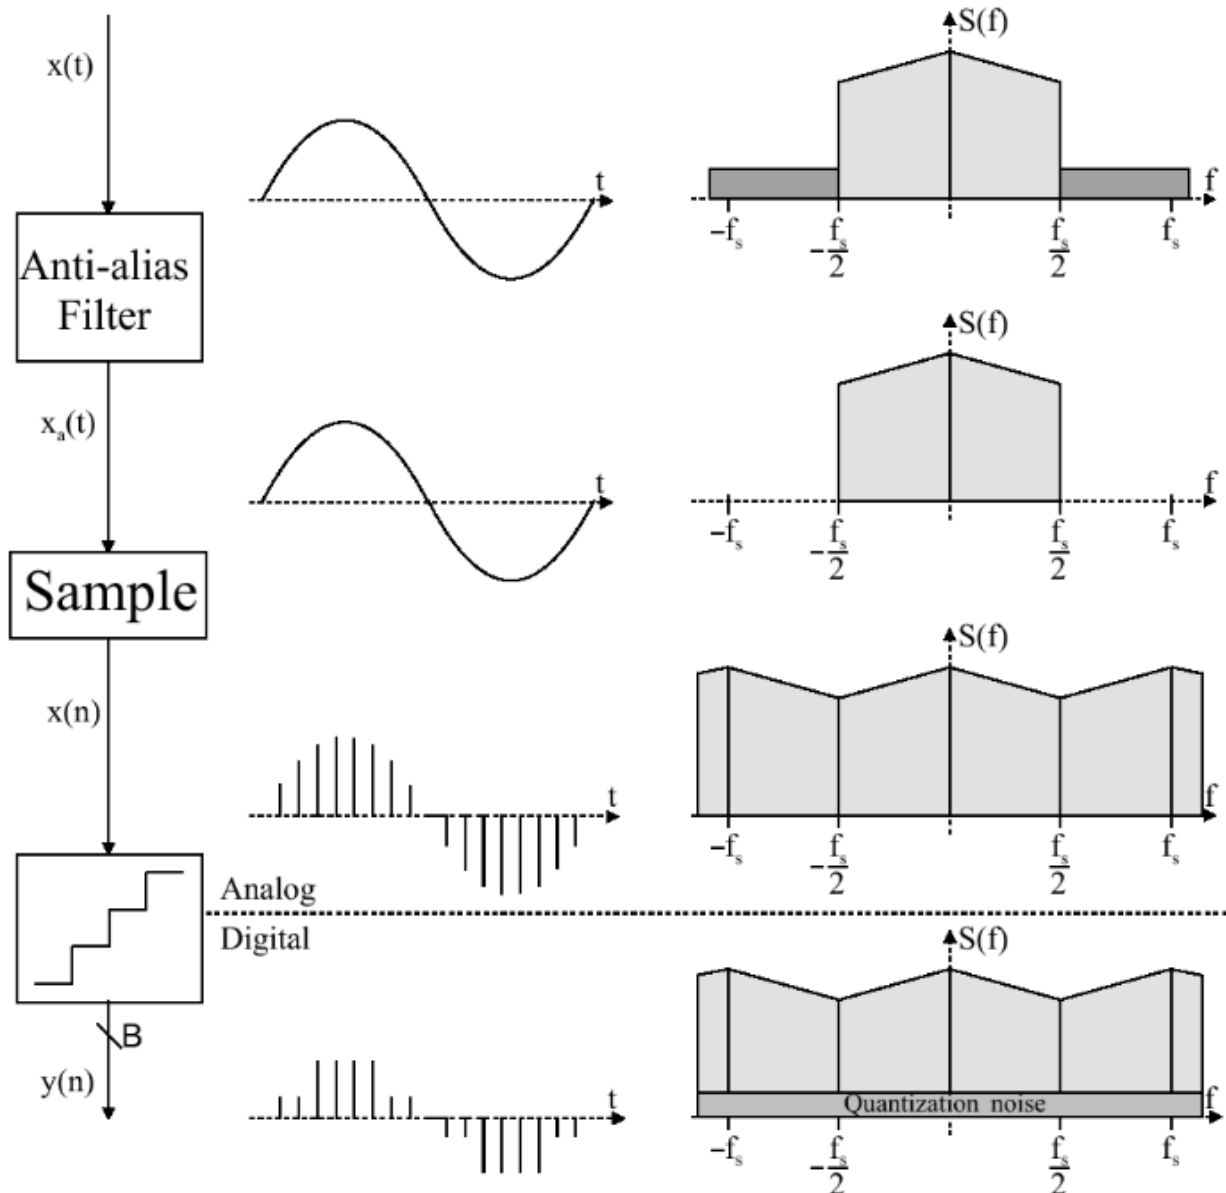 x(t)
S(f)
t
f
−fₛ
−fₛ/2
fₛ/2
fₛ
Anti-alias
Filter
S(f)
xₐ(t)
t
f
−fₛ
−fₛ/2
fₛ/2
fₛ
Sample
S(f)
x(n)
t
f
−fₛ
−fₛ/2
fₛ/2
fₛ
Analog
Digital
S(f)
B
y(n)
t
Quantization noise
f
−fₛ
−fₛ/2
fₛ/2
fₛ